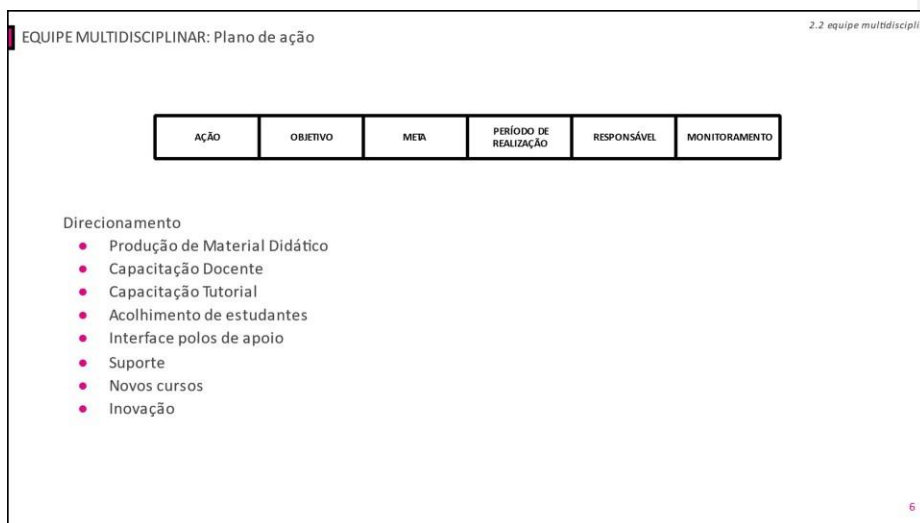 2.2 equipe multidiscipli
EQUIPE MULTIDISCIPLINAR: Plano de ação
AÇÃO
OBJETIVO
META
PERÍODO DE
REALIZAÇÃO
RESPONSÁVEL
MONITORAMENTO
Direcionamento
● Produção de Material Didático
● Capacitação Docente
● Capacitação Tutorial
● Acolhimento de estudantes
● Interface polos de apoio
● Suporte
● Novos cursos
● Inovação
6